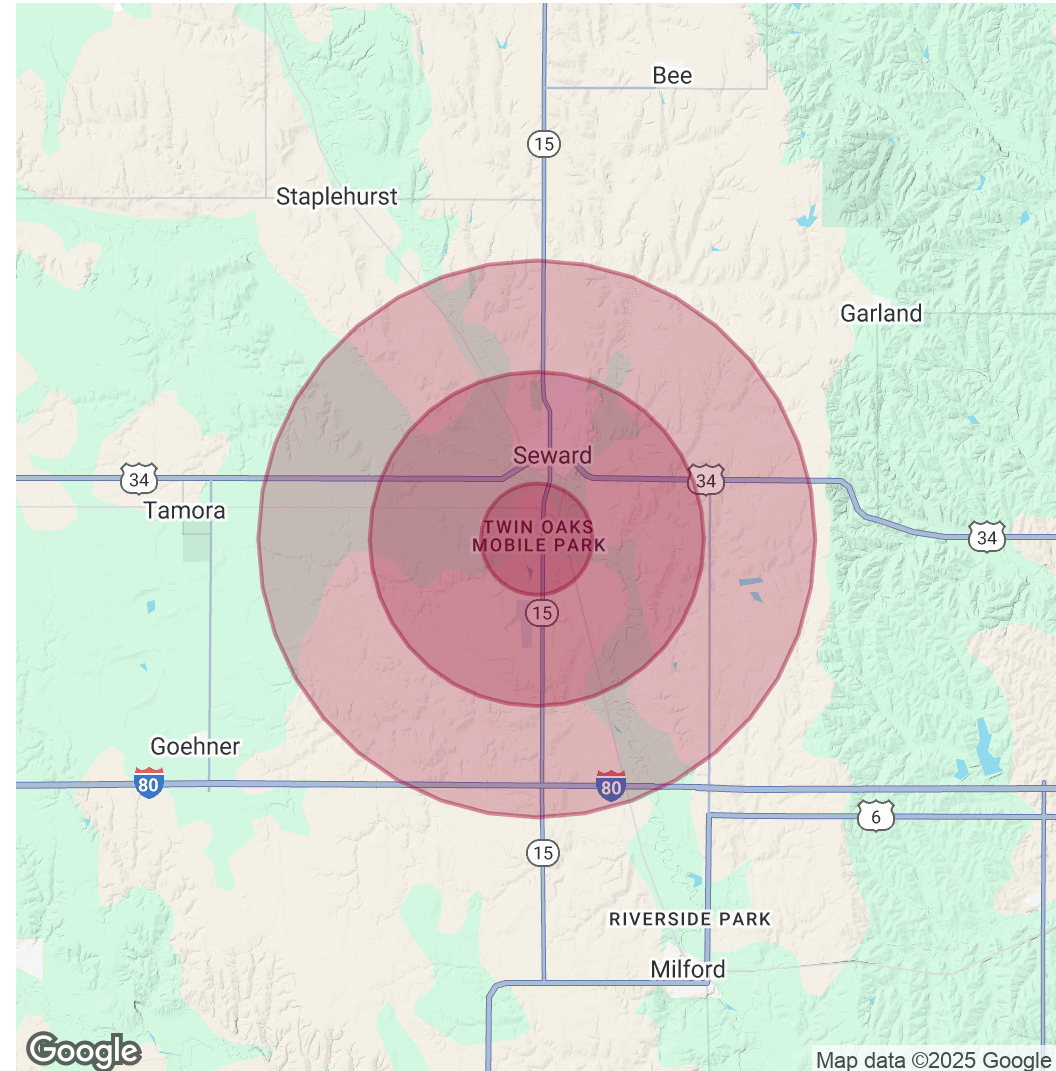 Bee
15
Staplehurst
Garland
Seward
34
34
Tamora
TWIN OAKS
MOBILE PARK
34
15
Goehner
80
80
6
15
RIVERSIDE PARK
Milford
Google
Map data ©2025 Google